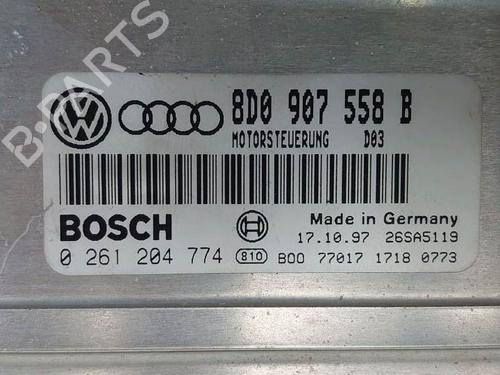 B-PARTS
8D0 907 558 B
MOTORSTEUERUNG D03
BOSCH
Made in Germany
17.10.97 26SA5119
0 261 204 774 810 B00 77017 1718 0773